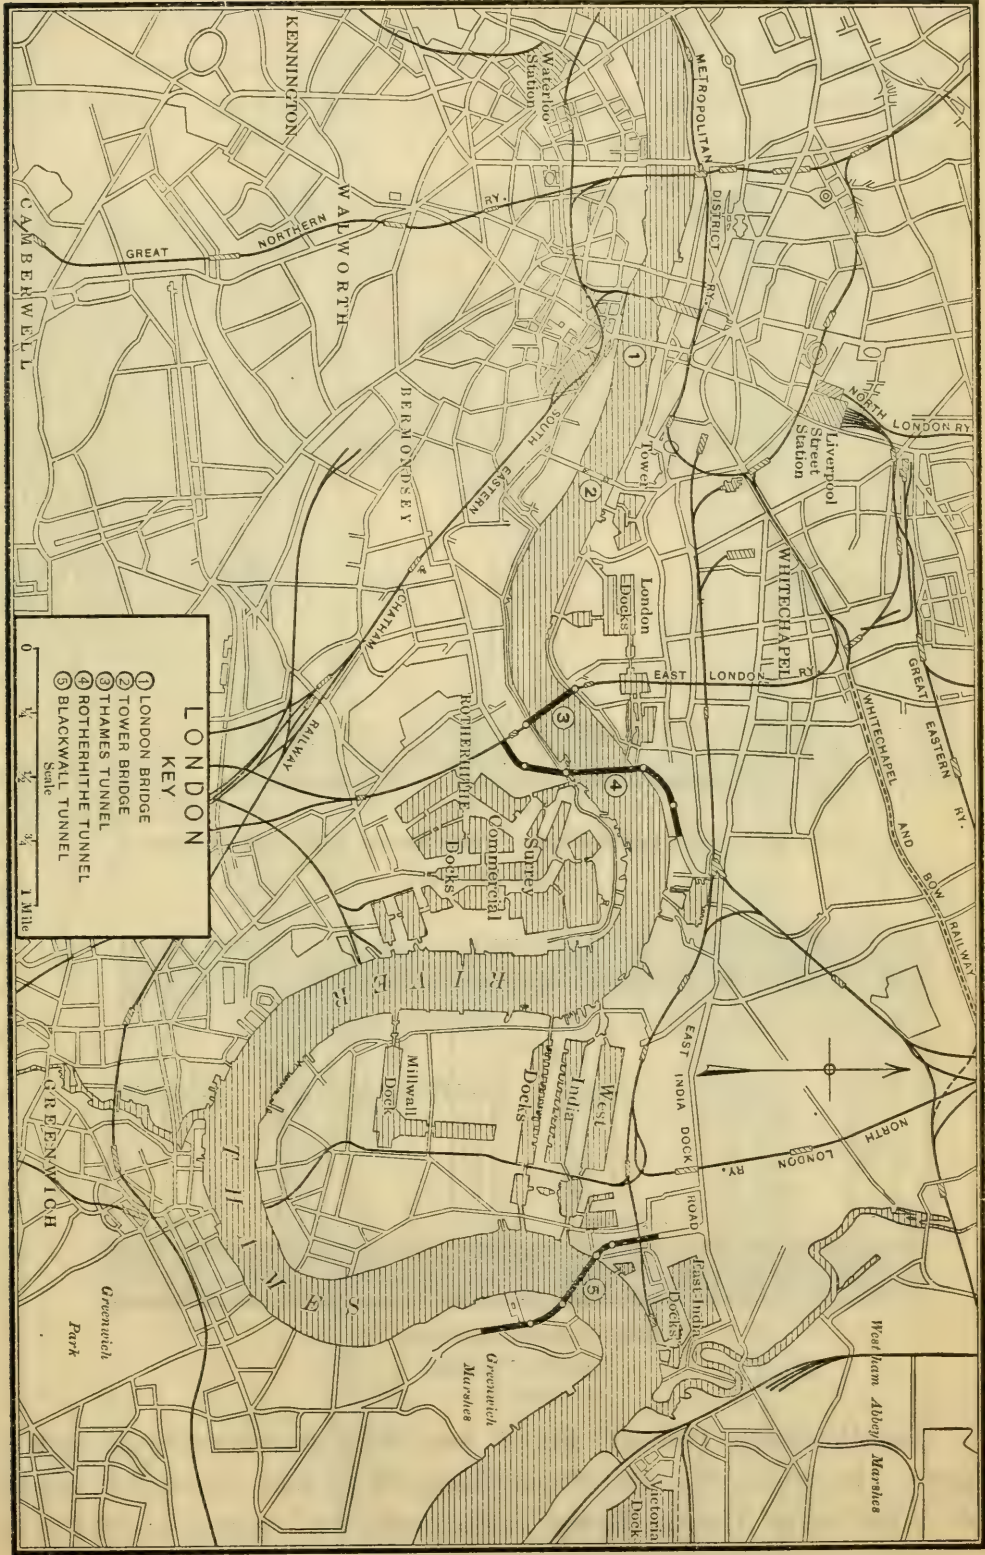 KENNINGTON
CAMBERWELL
WALWORTH
Waterloo
Station
METROPOLITAN
DISTRICT
RY.
GREAT
NORTHERN
RY.
1
NORTH
LONDON RY.
Liverpool
Street
Station
BERMONDSEY
SOUTH
EASTERN
CHATHAM
RAILWAY
Tower
2
London
Docks
WHITECHAPEL
EAST LONDON RY.
GREAT
EASTERN
RY.
WHITECHAPEL
AND
BOW
RAILWAY
3
4
ROTHERHITHE
Surrey
Commercial
Docks
RIVER
THAMES
Millwall
Dock
West
India
Docks
EAST
INDIA
DOCK
ROAD
NORTH
LONDON
RY.
5
East India
Docks
GREENWICH
Greenwich
Park
Greenwich
Marshes
West ham Abbey Marshes
Victoria
Dock
LONDON
KEY
1 LONDON BRIDGE
2 TOWER BRIDGE
3 THAMES TUNNEL
4 ROTHERHITHE TUNNEL
5 BLACKWALL TUNNEL
Scale
0 1/4 1/2 3/4 1 Mile